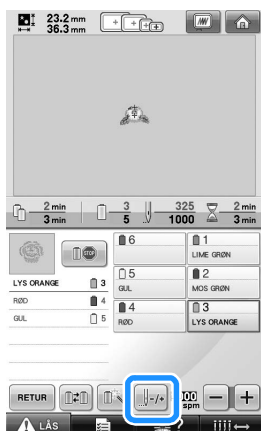 23.2 mm
36.3 mm
2 min
3 min
3
5
325
1000
2 min
3 min
STOP
LYS ORANGE 3
RØD 4
GUL 5
6
1
LIME GRØN
5
GUL
2
MOS GRØN
4
RØD
3
LYS ORANGE
RETUR
-/+
00
spm
- +
LÅS
?